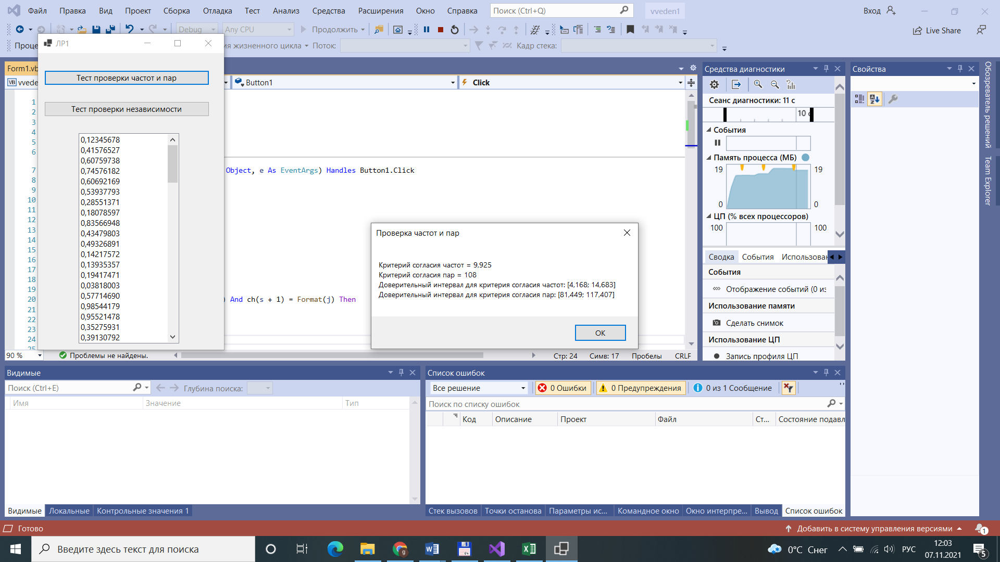 Файл Правка Вид Проект Сборка Отладка Тест Анализ Средства Расширения Окно Справка Поиск (Ctrl+Q) vveden1 Вход
Debug Any CPU Продолжить Live Share
Проце я жизненного цикла Поток: Кадр стека:
ЛР1
Тест проверки частот и пар
Тест проверки независимости
0,12345678
0,41576527
0,60759738
0,74576182
0,60692169
0,53937793
0,28551371
0,18078597
0,83566948
0,43479803
0,49326891
0,14217572
0,13935357
0,19417471
0,03818003
0,57714690
0,98544179
0,95521478
0,35275931
0,39130792
Form1.vb
VB vvede Button1 Click
1
2
3
4
5
6
7 Object, e As EventArgs) Handles Button1.Click
8
9
10
11
12
13
14
15
16
17
18
19
20 ) And ch(s + 1) = Format(j) Then
21
22
23
24
25
90 % Проблемы не найдены. Стр: 24 Симв: 17 Пробелы CRLF
Проверка частот и пар
Критерий согласия частот = 9,925
Критерий согласия пар = 108
Доверительный интервал для критерия согласия частот: [4,168; 14,683]
Доверительный интервал для критерия согласия пар: [81,449; 117,407]
OK
Средства диагностики
Сеанс диагностики: 11 с
10 с
События
Память процесса (МБ)
19 19
0 0
ЦП (% всех процессоров)
100 100
Сводка События Использован
События
Отображение событий (0 из
Использование памяти
Сделать снимок
Использование ЦП
Запись профиля ЦП
Свойства
Обозреватель решений
Team Explorer
Видимые
Поиск (Ctrl+E) Глубина поиска:
Имя Значение Тип
Видимые Локальные Контрольные значения 1
Список ошибок
Все решение 0 Ошибки 0 Предупреждения 0 из 1 Сообщение
Поиск по списку ошибок
Код Описание Проект Файл Ст... Состояние подавл
Стек вызовов Точки останова Параметры ис... Командное окно Окно интерпре... Вывод Список ошибок
Готово Добавить в систему управления версиями 1
Введите здесь текст для поиска 0°C Снег РУС 12:03
07.11.2021 5